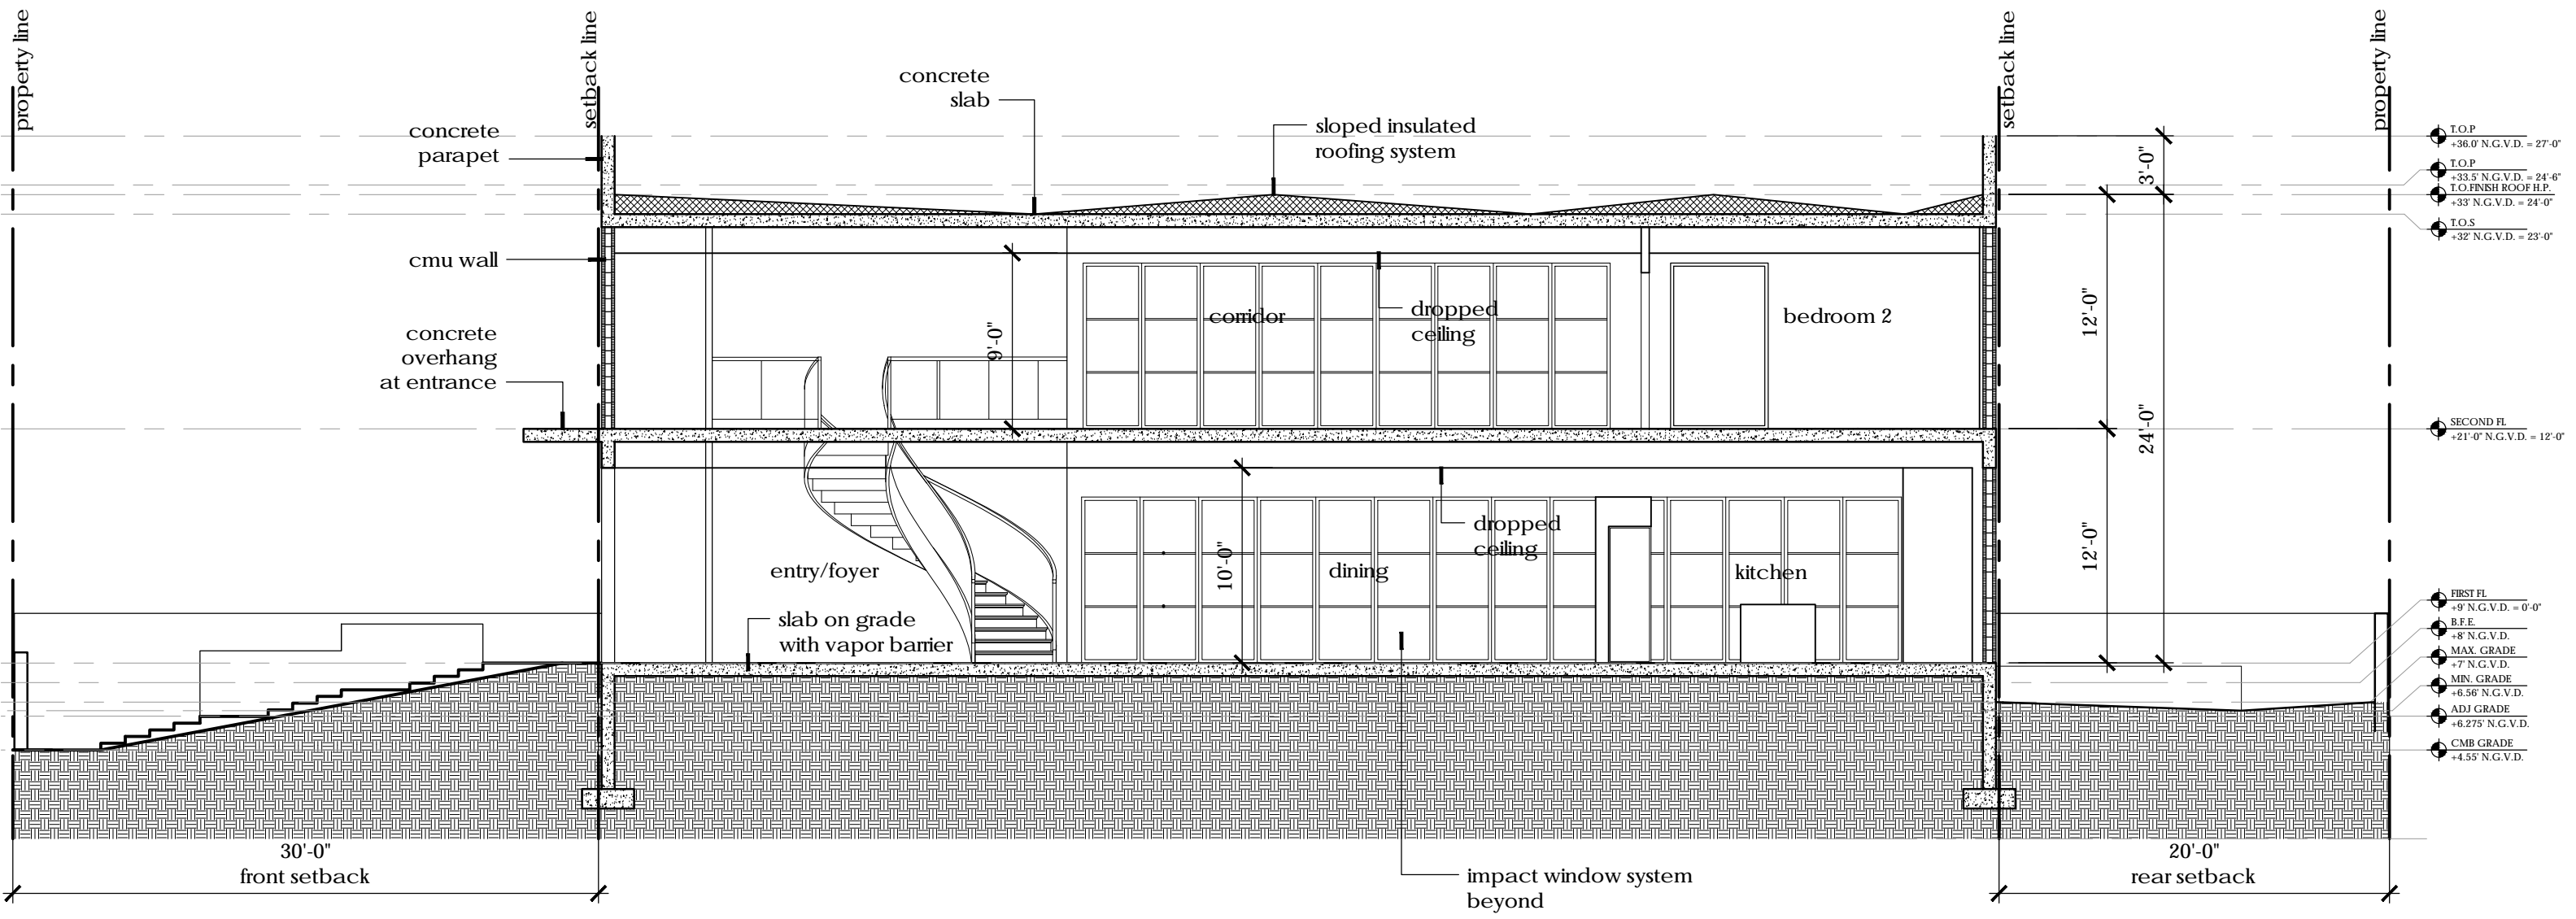 property line
setback line
setback line
property line
concrete
slab
concrete
parapet
sloped insulated
roofing system
T.O.P
+36.0' N.G.V.D. = 27'-0"
3'-0"
T.O.P
+33.5' N.G.V.D. = 24'-6"
T.O.FINISH ROOF H.P.
+33' N.G.V.D. = 24'-0"
T.O.S
+32' N.G.V.D. = 23'-0"
cmu wall
concrete
overhang
at entrance
9'-0"
corridor
dropped
ceiling
bedroom 2
12'-0"
24'-0"
SECOND FL
+21'-0" N.G.V.D. = 12'-0"
entry/foyer
10'-0"
dropped
ceiling
dining
kitchen
12'-0"
slab on grade
with vapor barrier
FIRST FL
+9' N.G.V.D. = 0'-0"
B.F.E.
+8' N.G.V.D.
MAX. GRADE
+7' N.G.V.D.
MIN. GRADE
+6.56' N.G.V.D.
ADJ GRADE
+6.275' N.G.V.D.
CMB GRADE
+4.55' N.G.V.D.
30'-0"
front setback
impact window system
beyond
20'-0"
rear setback